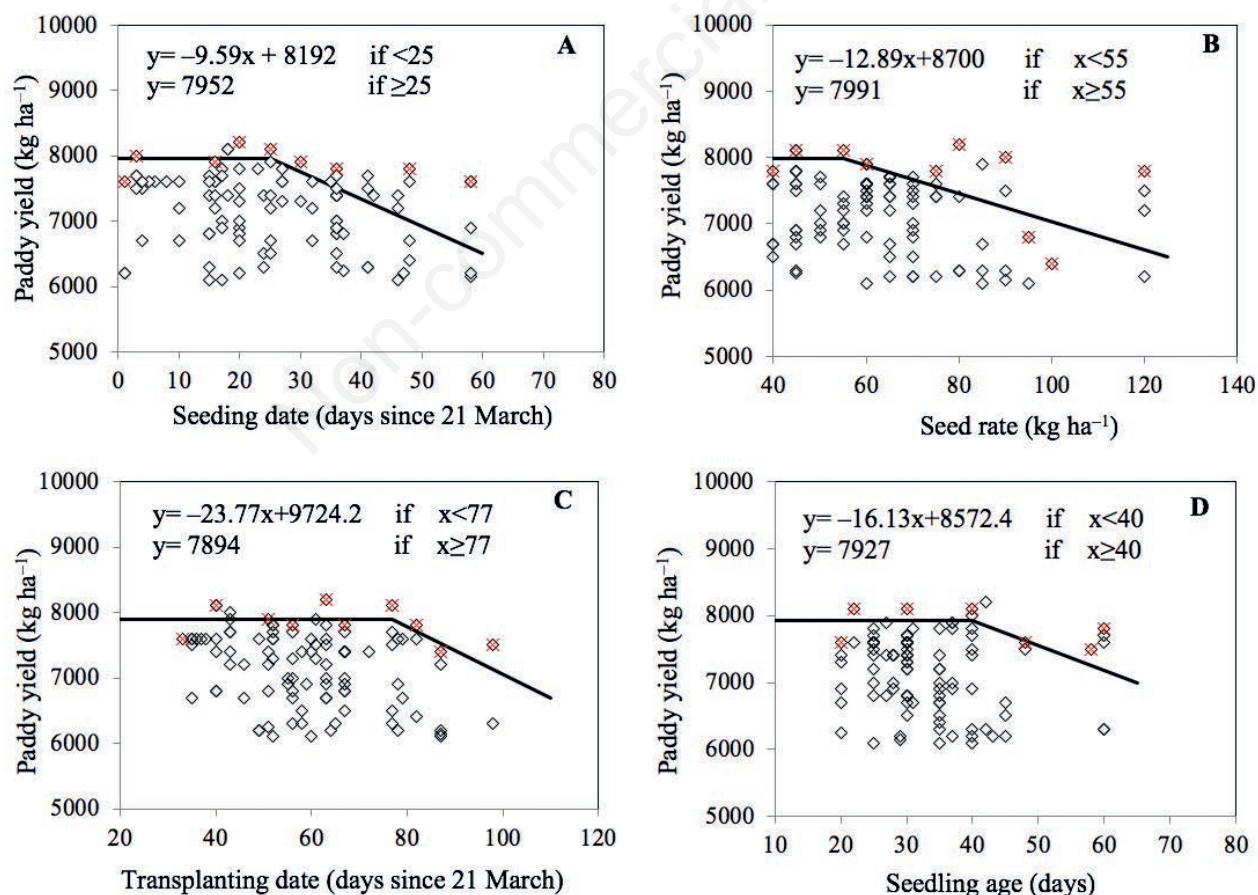 A
y= –9.59x + 8192 if <25
y= 7952 if ≥25
Paddy yield (kg ha⁻¹)
10000
9000
8000
7000
6000
5000
0 10 20 30 40 50 60 70 80
Seeding date (days since 21 March)
B
y= –12.89x+8700 if x<55
y= 7991 if x≥55
Paddy yield (kg ha⁻¹)
10000
9000
8000
7000
6000
5000
40 60 80 100 120 140
Seed rate (kg ha⁻¹)
C
y= –23.77x+9724.2 if x<77
y= 7894 if x≥77
Paddy yield (kg ha⁻¹)
10000
9000
8000
7000
6000
5000
20 40 60 80 100 120
Transplanting date (days since 21 March)
D
y= –16.13x+8572.4 if x<40
y= 7927 if x≥40
Paddy yield (kg ha⁻¹)
10000
9000
8000
7000
6000
5000
10 20 30 40 50 60 70 80
Seedling age (days)
non-commercial